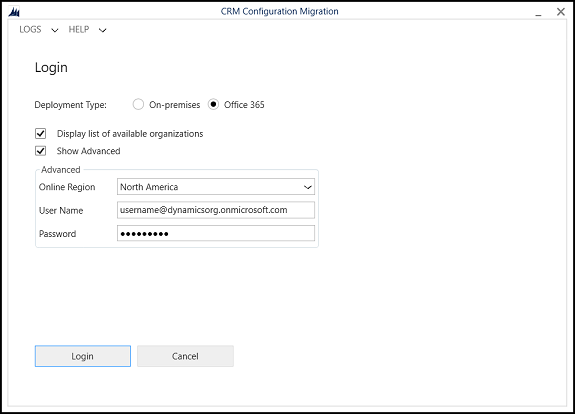 CRM Configuration Migration
LOGS HELP
Login
Deployment Type: On-premises Office 365
Display list of available organizations
Show Advanced
Advanced
Online Region North America
User Name username@dynamicsorg.onmicrosoft.com
Password •••••••••
Login Cancel